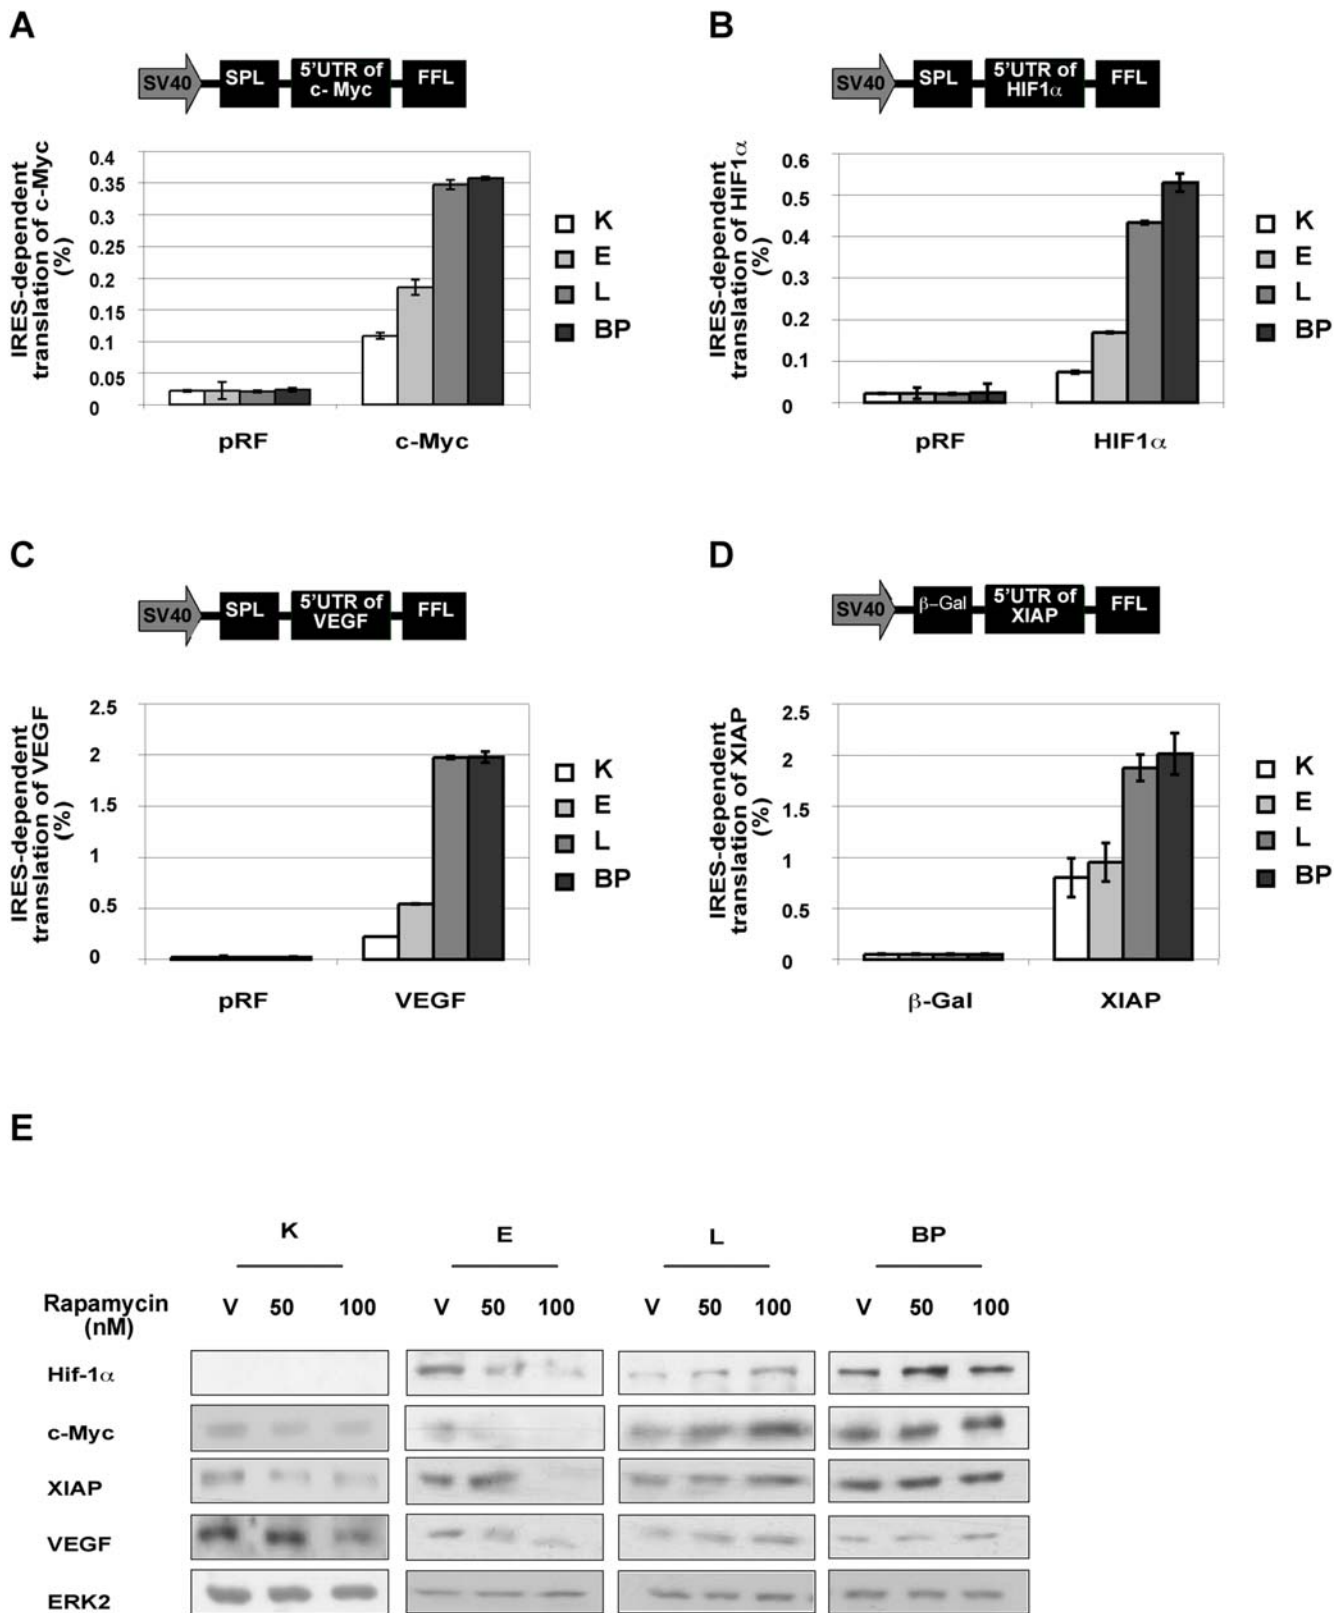 A
SV40 SPL 5'UTR of c- Myc FFL
IRES-dependent translation of c-Myc (%)
0.4
0.35
0.3
0.25
0.2
0.15
0.1
0.05
0
pRF c-Myc
K
E
L
BP
B
SV40 SPL 5'UTR of HIF1α FFL
IRES-dependent translation of HIF1α (%)
0.6
0.5
0.4
0.3
0.2
0.1
0
pRF HIF1α
K
E
L
BP
C
SV40 SPL 5'UTR of VEGF FFL
IRES-dependent translation of VEGF (%)
2.5
2
1.5
1
0.5
0
pRF VEGF
K
E
L
BP
D
SV40 β–Gal 5'UTR of XIAP FFL
IRES-dependent translation of XIAP (%)
2.5
2
1.5
1
0.5
0
β-Gal XIAP
K
E
L
BP
E
K E L BP
Rapamycin (nM) V 50 100 V 50 100 V 50 100 V 50 100
Hif-1α
c-Myc
XIAP
VEGF
ERK2